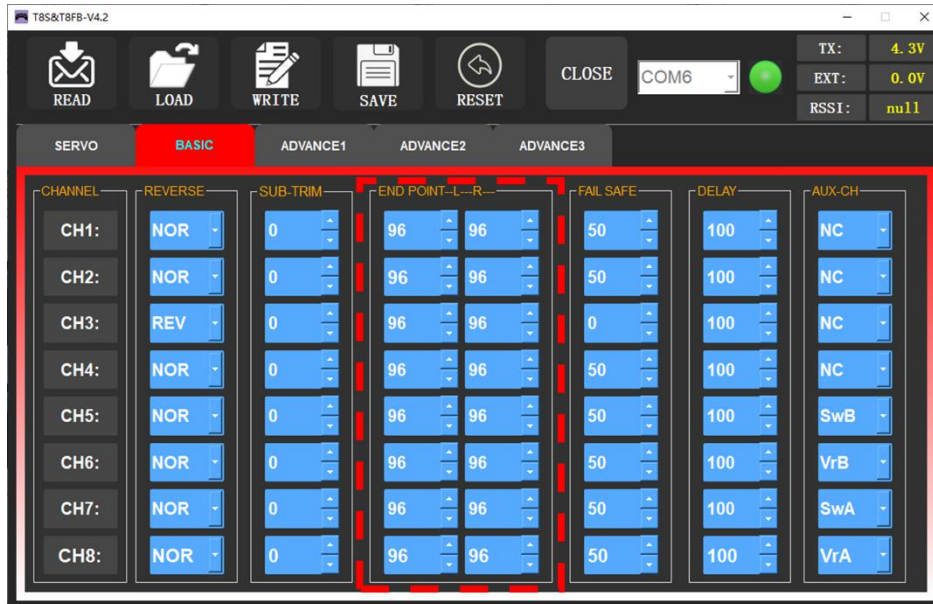 T8S&T8FB-V4.2
READ LOAD WRITE SAVE RESET CLOSE COM6
TX: 4.3V
EXT: 0.0V
RSSI: null
SERVO BASIC ADVANCE1 ADVANCE2 ADVANCE3
CHANNEL REVERSE SUB-TRIM END POINT--L---R--- FAIL SAFE DELAY AUX-CH
CH1: NOR 0 96 96 50 100 NC
CH2: NOR 0 96 96 50 100 NC
CH3: REV 0 96 96 0 100 NC
CH4: NOR 0 96 96 50 100 NC
CH5: NOR 0 96 96 50 100 SwB
CH6: NOR 0 96 96 50 100 VrB
CH7: NOR 0 96 96 50 100 SwA
CH8: NOR 0 96 96 50 100 VrA